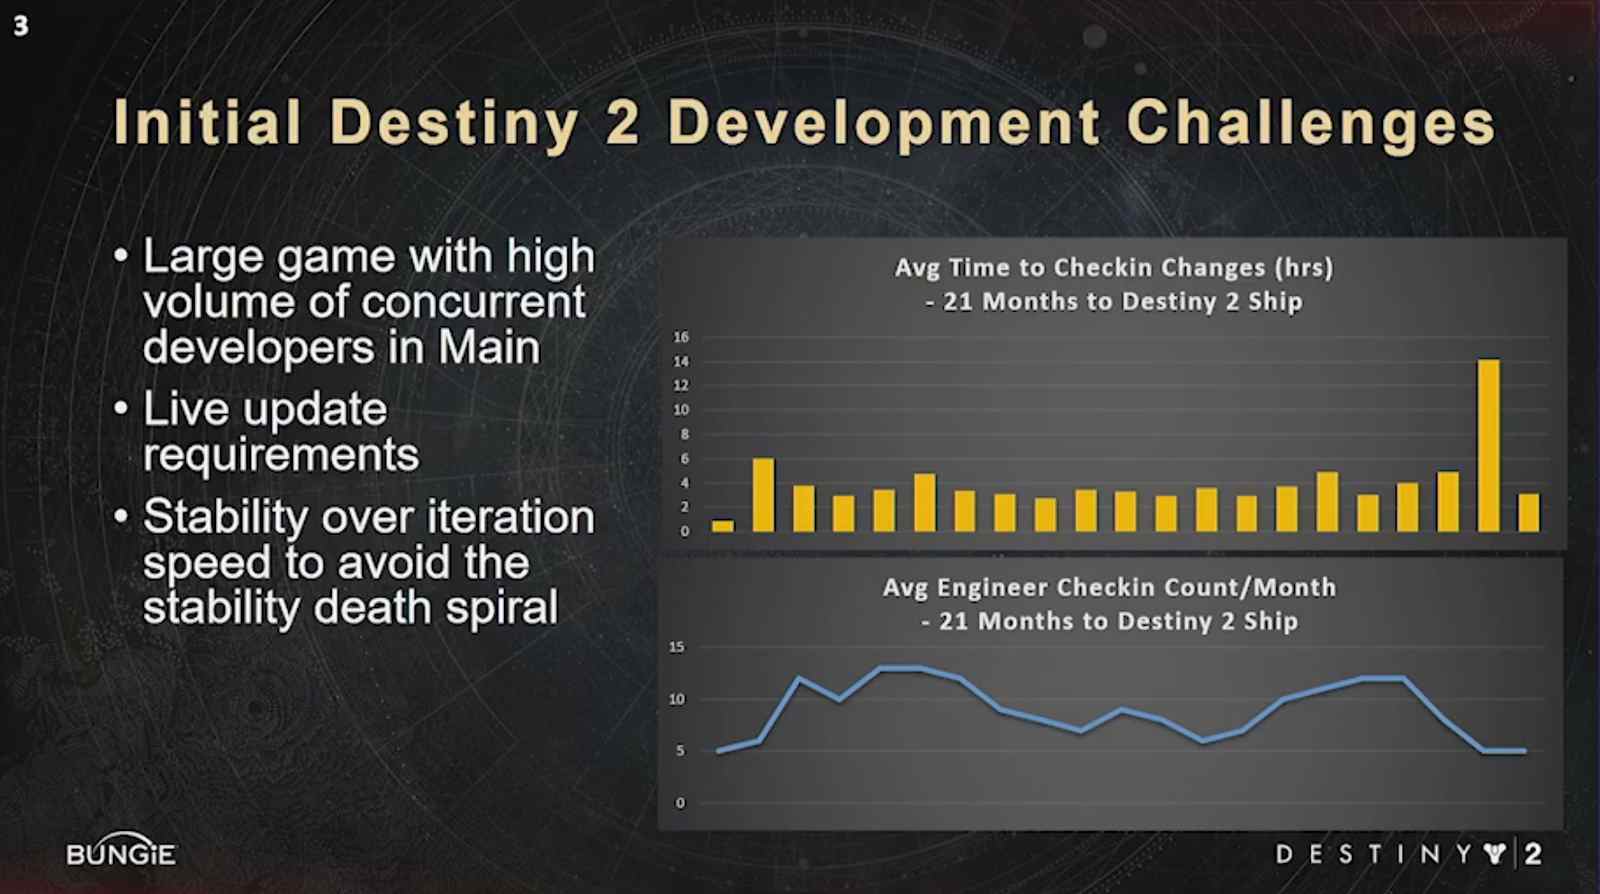 3
Initial Destiny 2 Development Challenges
• Large game with high
volume of concurrent
developers in Main
• Live update
requirements
• Stability over iteration
speed to avoid the
stability death spiral
Avg Time to Checkin Changes (hrs)
- 21 Months to Destiny 2 Ship
16
14
12
10
8
6
4
2
0
Avg Engineer Checkin Count/Month
- 21 Months to Destiny 2 Ship
15
10
5
0
BUNGiE
DESTINY 2